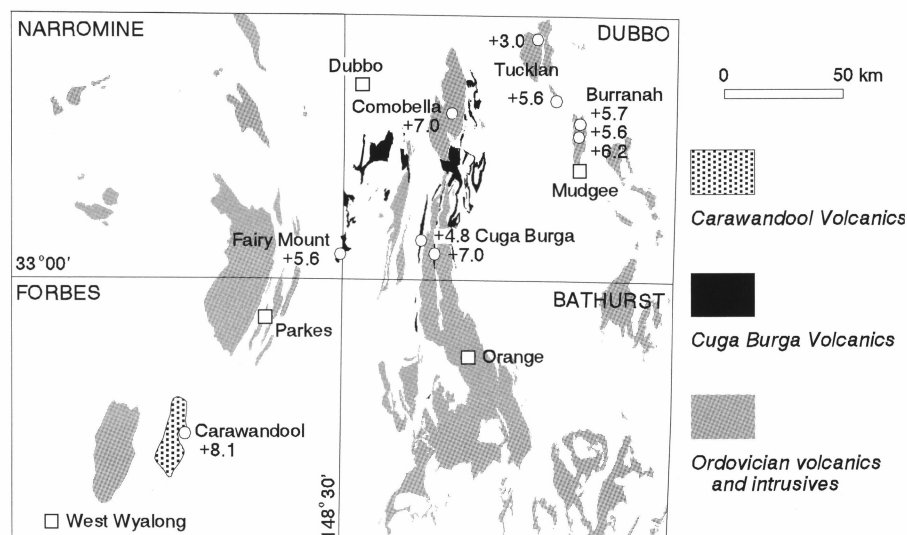 NARROMINE
DUBBO
Dubbo
+3.0
Tucklan
+5.6
Burranah
+5.7
+5.6
+6.2
Comobella
+7.0
Mudgee
Fairy Mount
+5.6
+4.8 Cuga Burga
+7.0
33°00'
FORBES
BATHURST
Parkes
Orange
Carawandool
+8.1
148°30'
West Wyalong
0 50 km
Carawandool Volcanics
Cuga Burga Volcanics
Ordovician volcanics
and intrusives